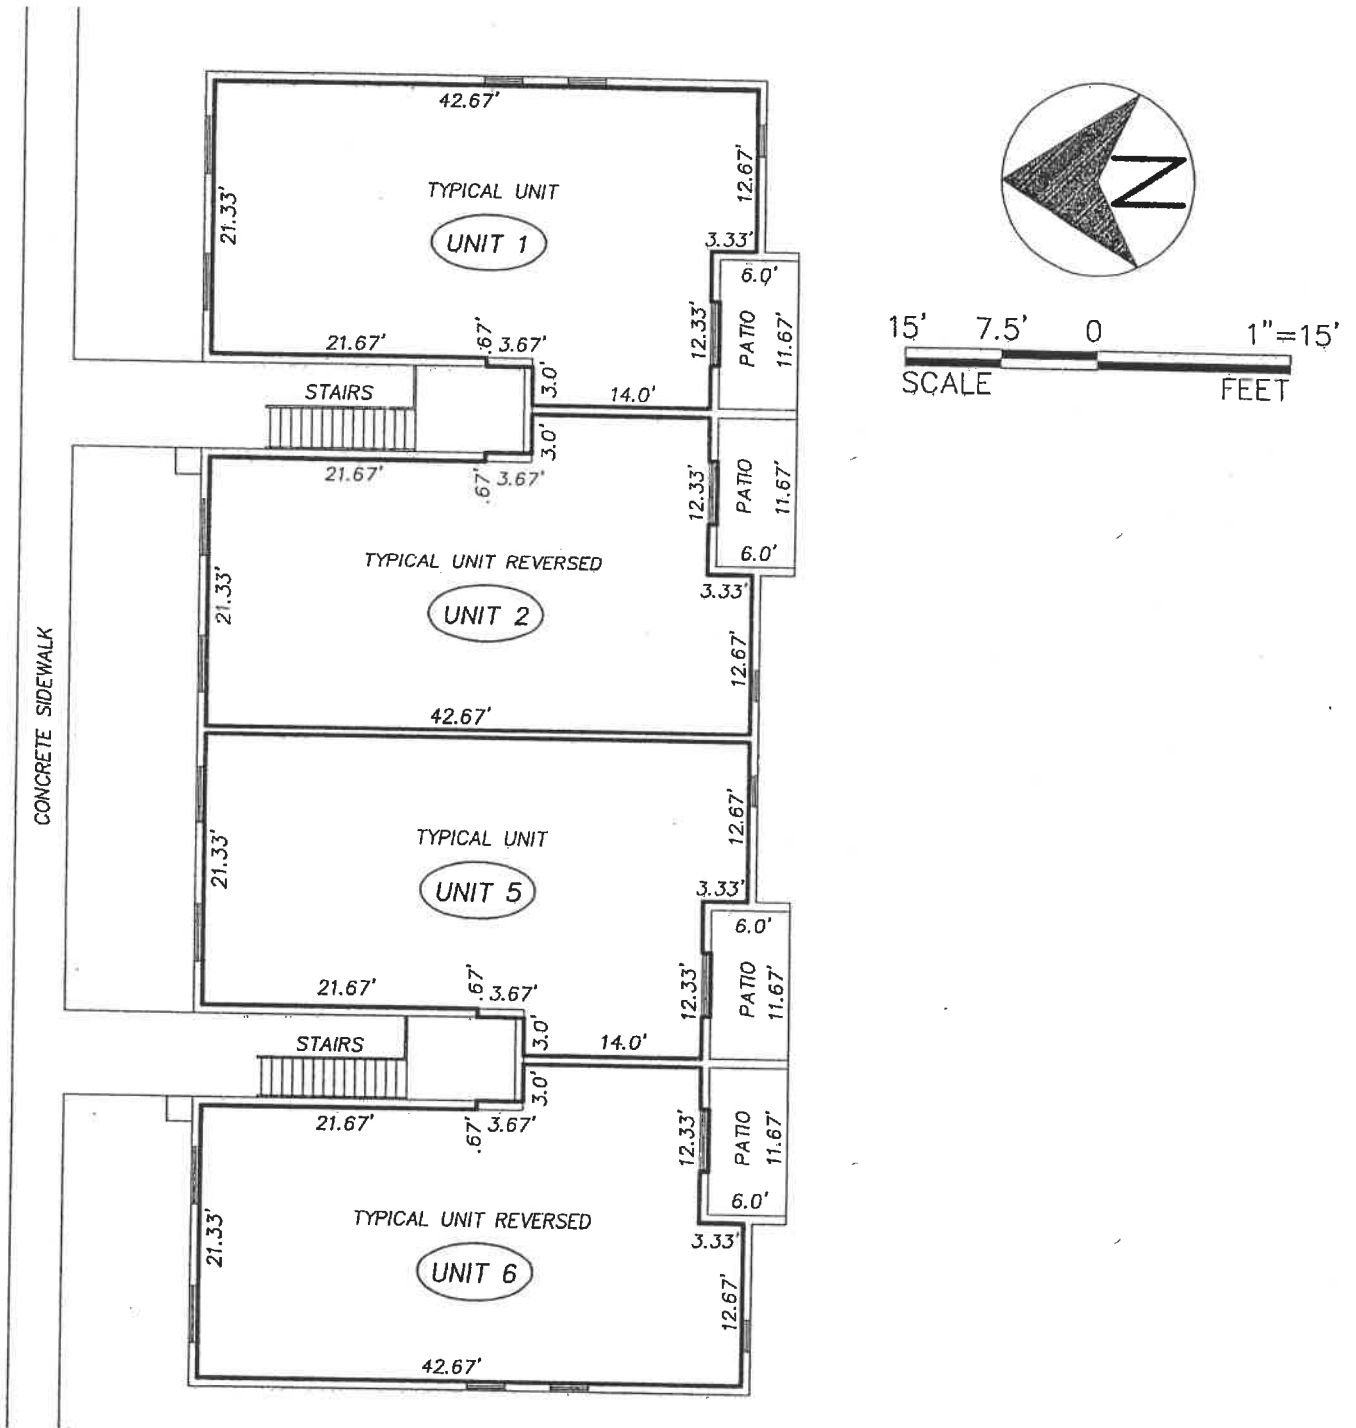 42.67'
TYPICAL UNIT
UNIT 1
21.33'
12.67'
3.33'
6.0'
12.33'
PATIO
11.67'
21.67'
.67'
3.67'
3.0'
14.0'
STAIRS
N
15' 7.5' 0 1"=15'
SCALE FEET
3.0'
21.67'
.67'
3.67'
12.33'
PATIO
11.67'
6.0'
3.33'
TYPICAL UNIT REVERSED
UNIT 2
21.33'
12.67'
42.67'
CONCRETE SIDEWALK
TYPICAL UNIT
UNIT 5
21.33'
12.67'
3.33'
6.0'
12.33'
PATIO
11.67'
21.67'
.67'
3.67'
3.0'
14.0'
STAIRS
3.0'
21.67'
.67'
3.67'
12.33'
PATIO
11.67'
6.0'
3.33'
TYPICAL UNIT REVERSED
UNIT 6
21.33'
12.67'
42.67'